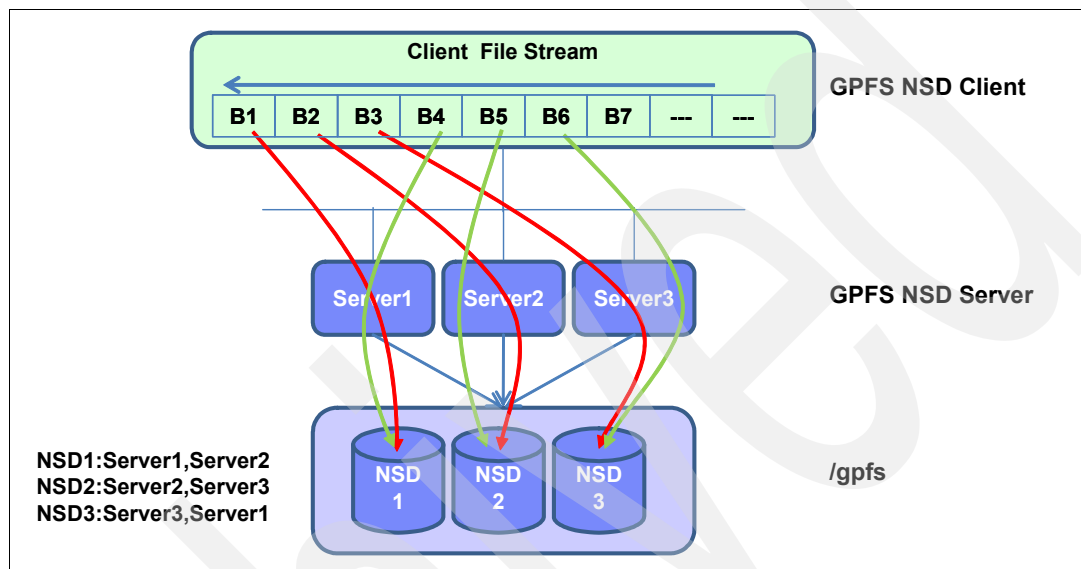 Client File Stream
GPFS NSD Client
B1 B2 B3 B4 B5 B6 B7 --- ---
Server1 Server2 Server3
GPFS NSD Server
NSD1:Server1,Server2
NSD2:Server2,Server3
NSD3:Server3,Server1
NSD
1
NSD
2
NSD
3
/gpfs